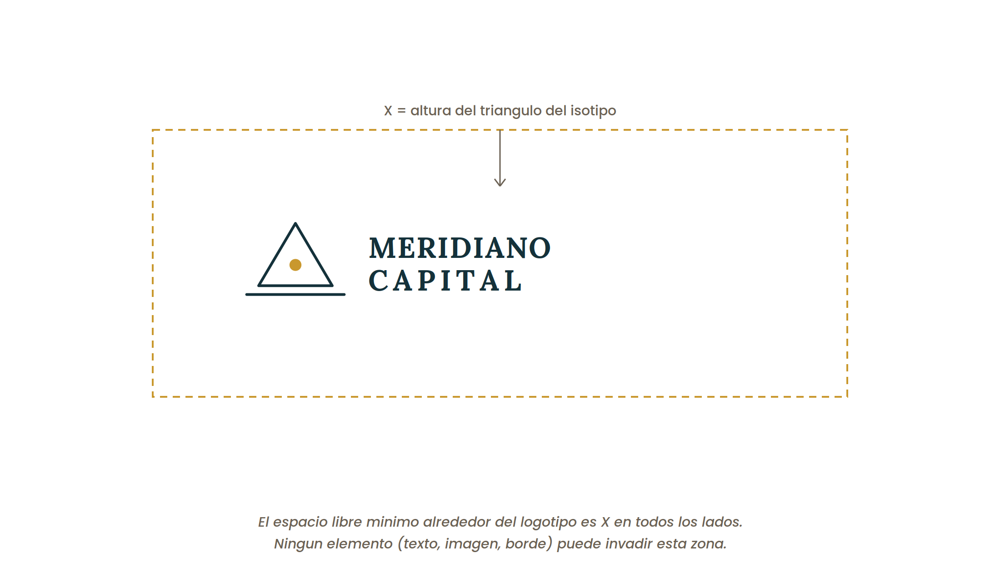 X = altura del triangulo del isotipo
MERIDIANO
CAPITAL
El espacio libre minimo alrededor del logotipo es X en todos los lados.
Ningun elemento (texto, imagen, borde) puede invadir esta zona.